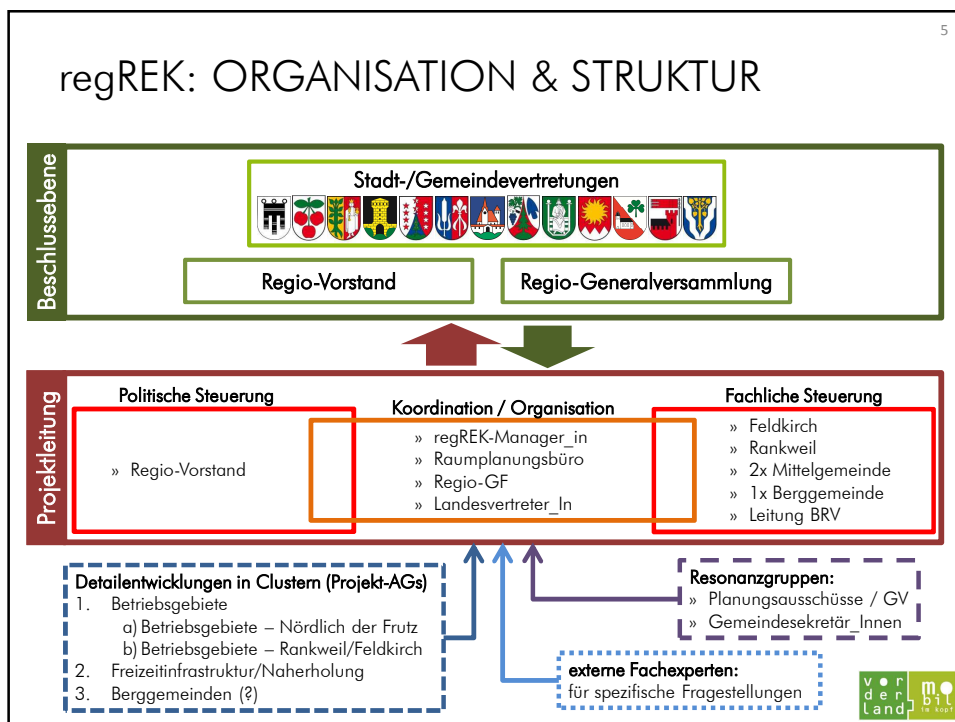 5
regREK: ORGANISATION & STRUKTUR
Beschlussebene
Stadt-/Gemeindevertretungen
Regio-Vorstand
Regio-Generalversammlung
Projektleitung
Politische Steuerung
» Regio-Vorstand
Koordination / Organisation
» regREK-Manager_in
» Raumplanungsbüro
» Regio-GF
» Landesvertreter_In
Fachliche Steuerung
» Feldkirch
» Rankweil
» 2x Mittelgemeinde
» 1x Berggemeinde
» Leitung BRV
Detailentwicklungen in Clustern (Projekt-AGs)
1. Betriebsgebiete
a) Betriebsgebiete – Nördlich der Frutz
b) Betriebsgebiete – Rankweil/Feldkirch
2. Freizeitinfrastruktur/Naherholung
3. Berggemeinden (?)
externe Fachexperten:
für spezifische Fragestellungen
Resonanzgruppen:
» Planungsausschüsse / GV
» Gemeindesekretär_Innen
vor
der
land
mo
bil
im kopf